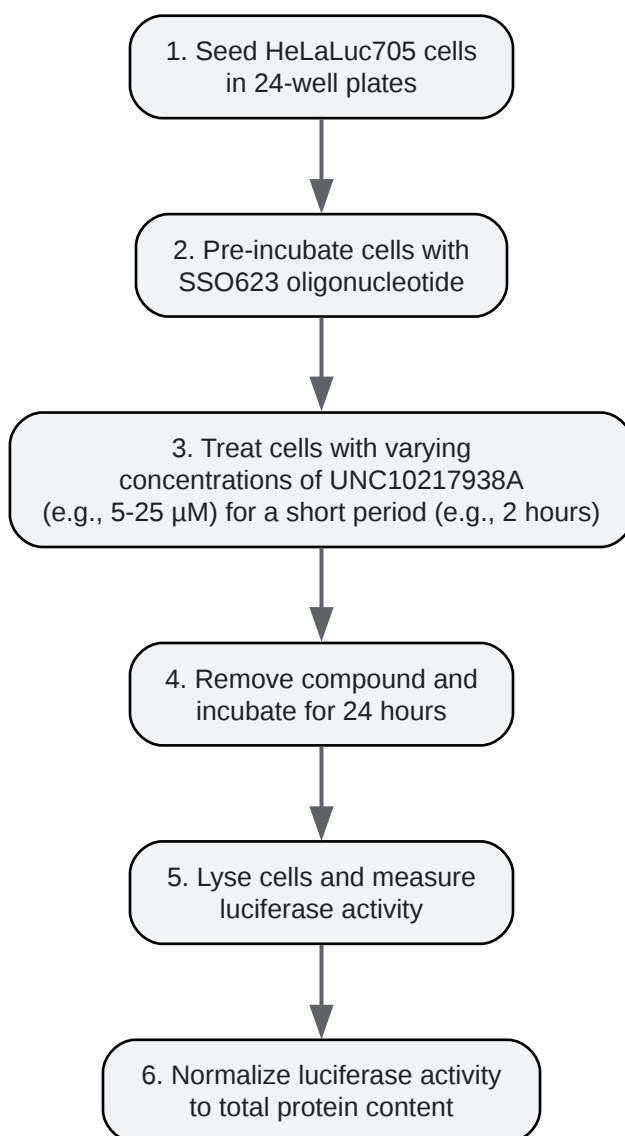 1. Seed HeLaLuc705 cells
in 24-well plates
2. Pre-incubate cells with
SSO623 oligonucleotide
3. Treat cells with varying
concentrations of UNC10217938A
(e.g., 5-25 µM) for a short period (e.g., 2 hours)
4. Remove compound and
incubate for 24 hours
5. Lyse cells and measure
luciferase activity
6. Normalize luciferase activity
to total protein content